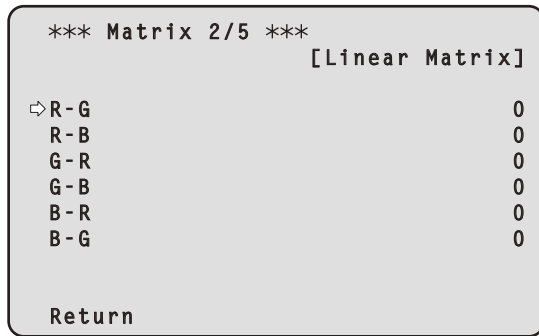 *** Matrix 2/5 ***
[Linear Matrix]
⇨R-G 0
R-B 0
G-R 0
G-B 0
B-R 0
B-G 0
Return